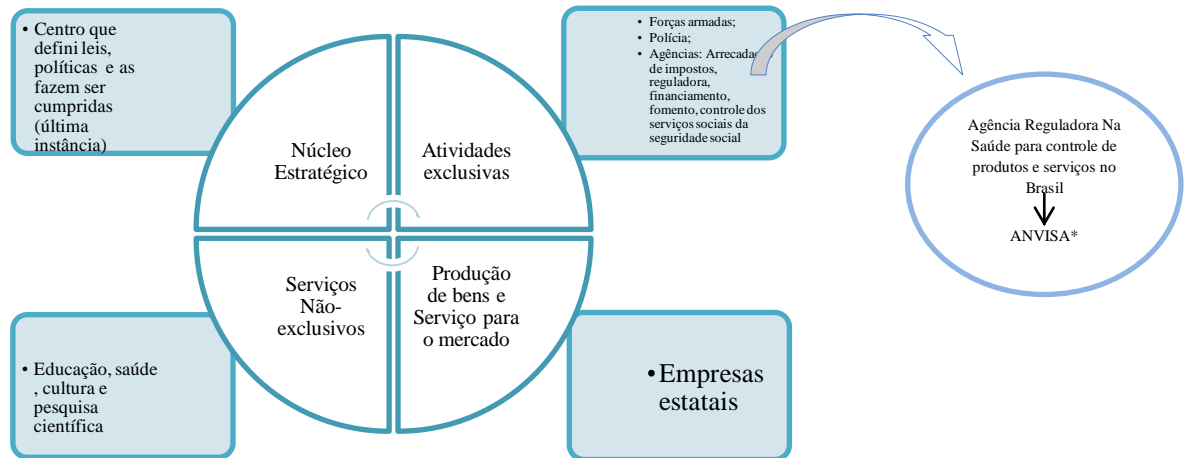 • Centro que
defini leis,
políticas e as
fazem ser
cumpridas
(última
instância)
Núcleo
Estratégico
Atividades
exclusivas
• Forças armadas;
• Polícia;
• Agências:
de impostos,
reguladora,
financiamento,
fomento, controle dos
serviços sociais da
seguridade social
Agência Reguladora Na
Saúde para controle de
produtos e serviços no
Brasil
ANVISA*
• Educação, saúde
, cultura e
pesquisa
científica
Serviços
Não-
exclusivos
Produção
de bens e
Serviço para
o mercado
• Empresas
estatais